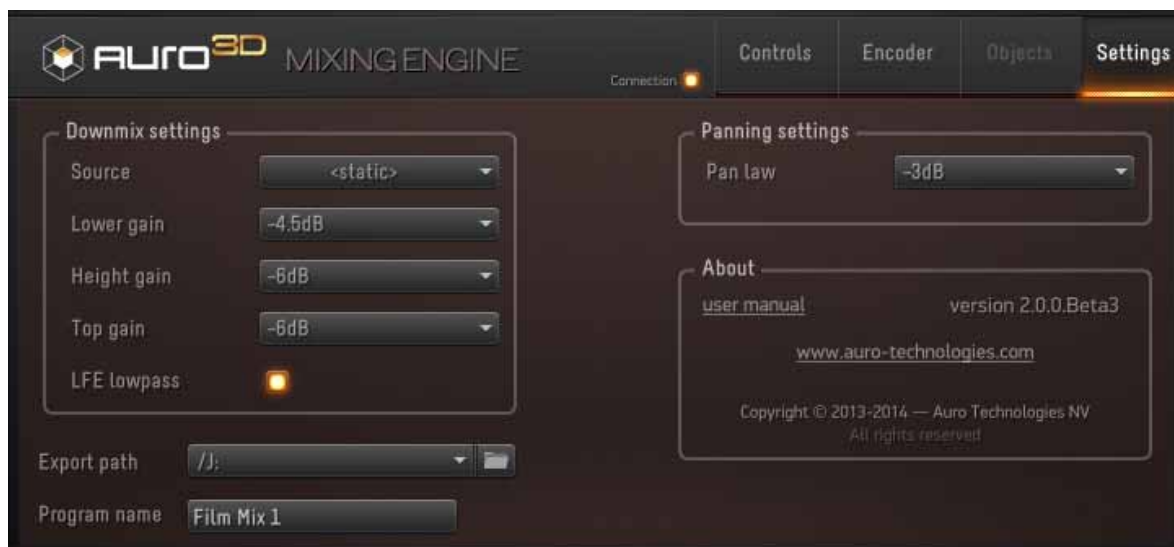 AURO 3D MIXING ENGINE
Connection
Controls
Encoder
Objects
Settings
Downmix settings
Source <static>
Lower gain -4.5dB
Height gain -6dB
Top gain -6dB
LFE lowpass
Export path /J:
Program name Film Mix 1
Panning settings
Pan law -3dB
About
user manual version 2.0.0.Beta3
www.auro-technologies.com
Copyright © 2013-2014 — Auro Technologies NV
All rights reserved